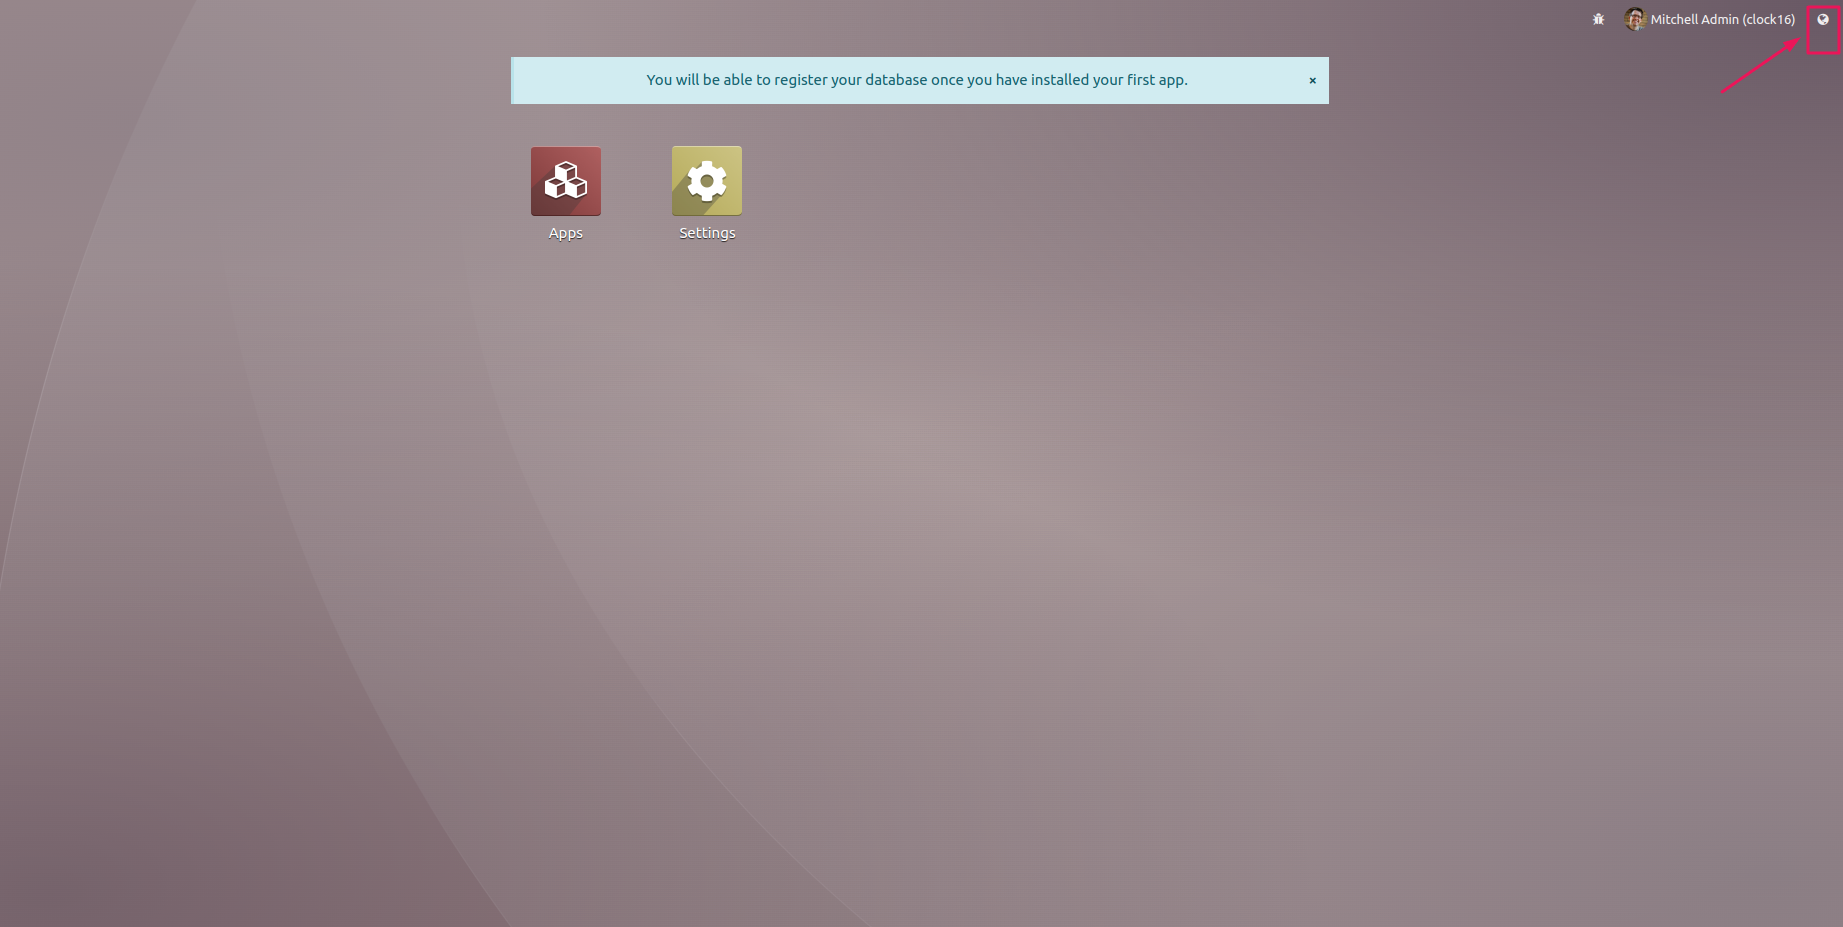 Mitchell Admin (clock16)
You will be able to register your database once you have installed your first app. ×
Apps
Settings